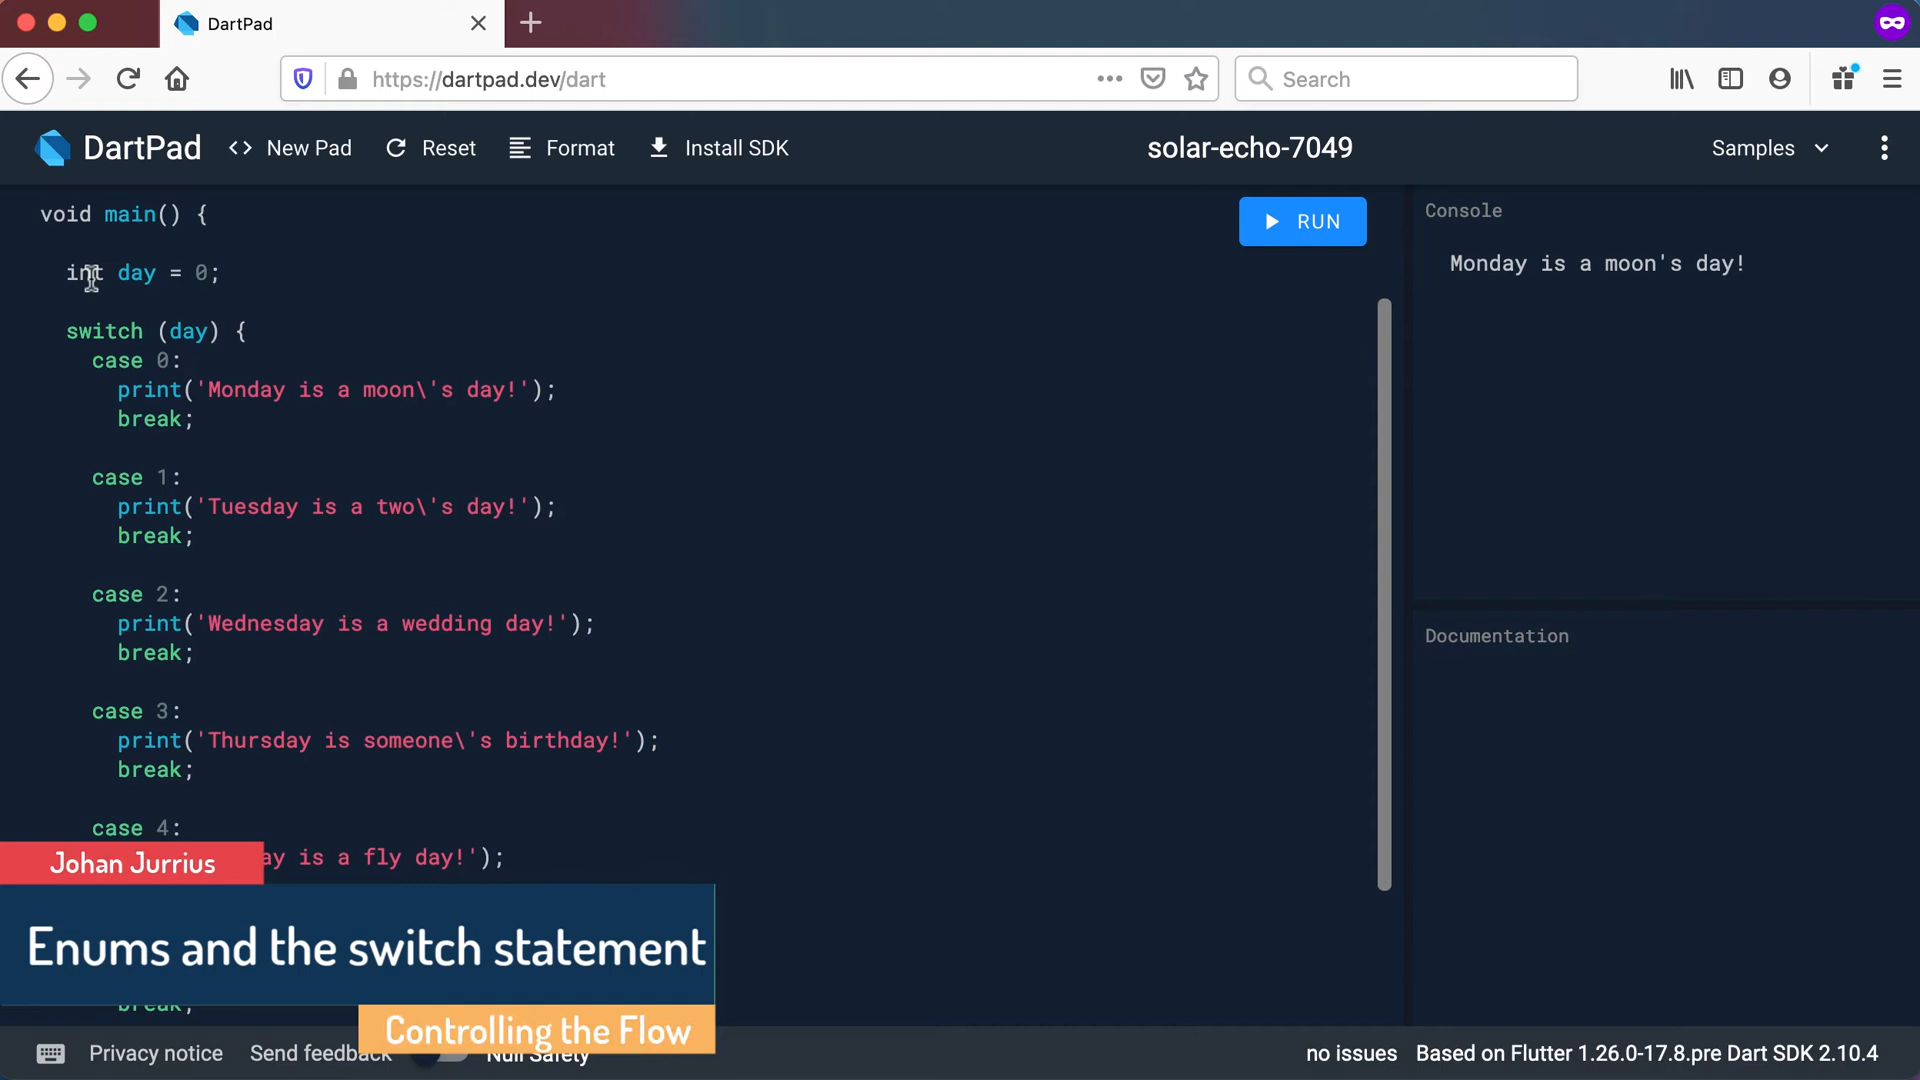 DartPad
https://dartpad.dev/dart
Search
DartPad
New Pad
Reset
Format
Install SDK
solar-echo-7049
Samples
void main() {
int day = 0;
switch (day) {
case 0:
print('Monday is a moon\'s day!');
break;
case 1:
print('Tuesday is a two\'s day!');
break;
case 2:
print('Wednesday is a wedding day!');
break;
case 3:
print('Thursday is someone\'s birthday!');
break;
case 4:
ay is a fly day!');
break;
RUN
Console
Monday is a moon's day!
Documentation
Johan Jurrius
Enums and the switch statement
Controlling the Flow
Privacy notice
Send feedback
Null Safety
no issues
Based on Flutter 1.26.0-17.8.pre Dart SDK 2.10.4